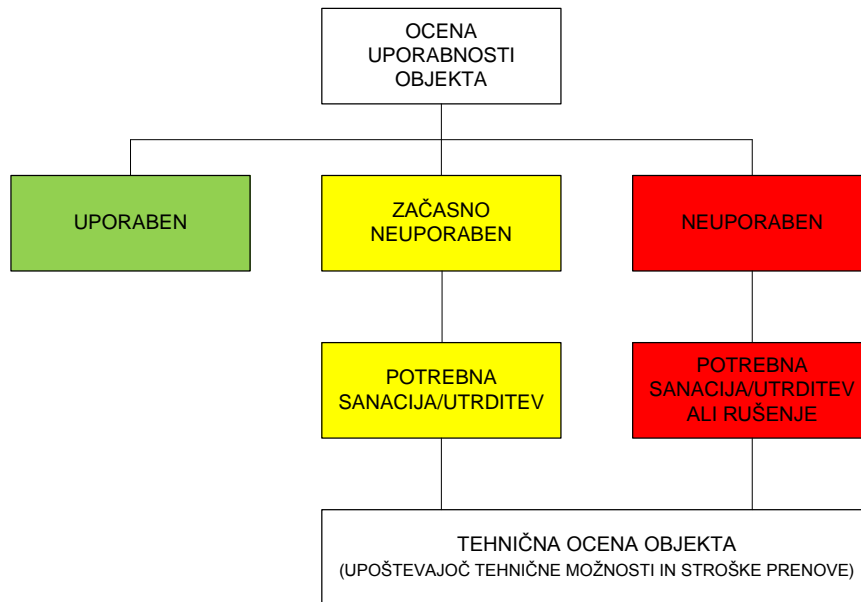 OCENA
UPORABNOSTI
OBJEKTA
UPORABEN
ZAČASNO
NEUPORABEN
NEUPORABEN
POTREBNA
SANACIJA/UTRDITEV
POTREBNA
SANACIJA/UTRDITEV
ALI RUŠENJE
TEHNIČNA OCENA OBJEKTA
(UPOŠTEVAJOČ TEHNIČNE MOŽNOSTI IN STROŠKE PRENOVE)